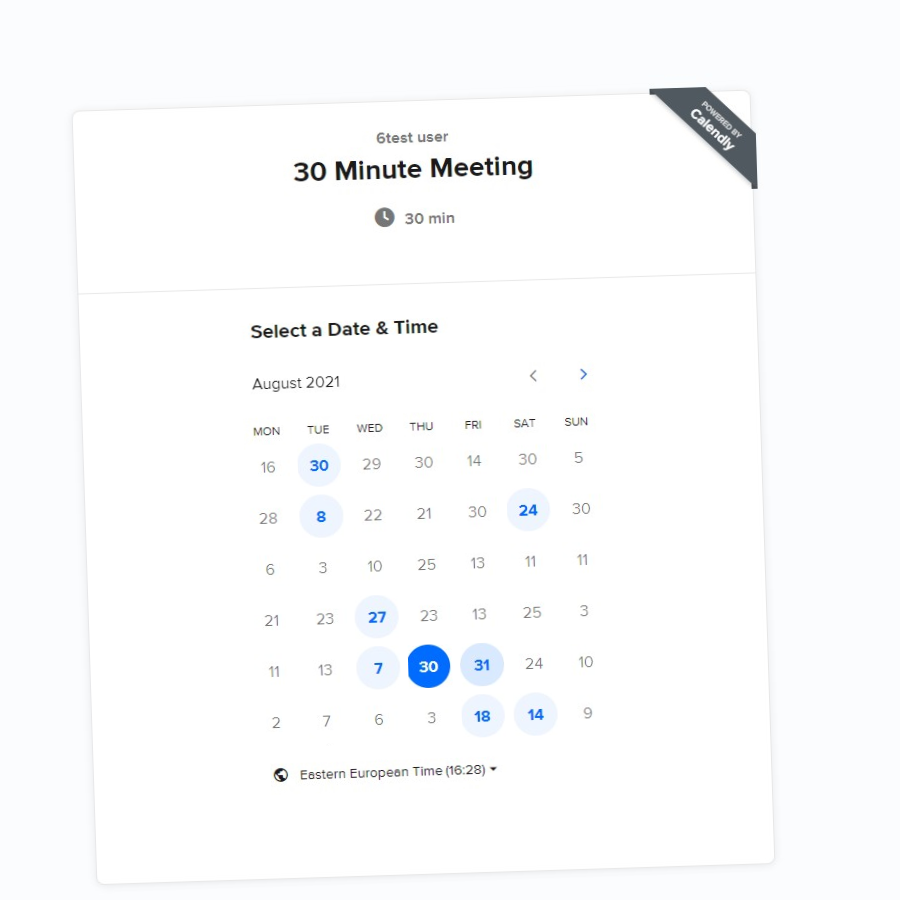 POWERED BY
Calendly
6test user
30 Minute Meeting
30 min
Select a Date & Time
August 2021
MON TUE WED THU FRI SAT SUN
16 30 29 30 14 30 5
28 8 22 21 30 24 30
6 3 10 25 13 11 11
21 23 27 23 13 25 3
11 13 7 30 31 24 10
2 7 6 3 18 14 9
Eastern European Time (16:28)